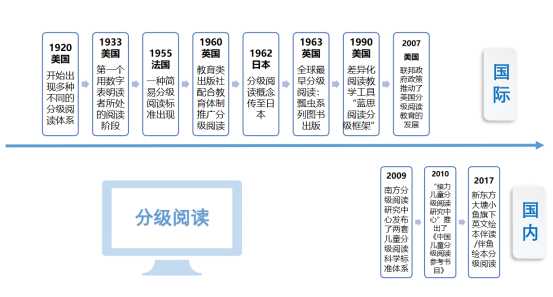 1920
美国
开始出
现多种
不同的
分级阅
读体系
1933
美国
第一个
用数字
表明读
者所处
的阅读
阶段
1955
法国
一种简
易分级
阅读标
准出现
1960
英国
教育类
出版社
配合教
育体制
推广分
级阅读
1962
日本
分级阅
读概念
传至日
本
1963
英国
全球最
早分级
阅读：
瓢虫系
列图书
出版
1990
美国
差异化
阅读教
学工具
“蓝思
阅读分
级框架”
2007
美国
联邦政
府政策
推动了
美国分
级阅读
教育的
发展
国际
2009
南方分级
阅读研究
中心发布
了两套儿
童分级阅
读科学标
准体系
2010
“接力
儿童分
级阅读
研究中
心”推
出了
《中国
儿童分
级阅读
参考书
目》
2017
新东方
大塘小
鱼旗下
英文绘
本伴读
/伴鱼
绘本分
级阅读
国内
分级阅读